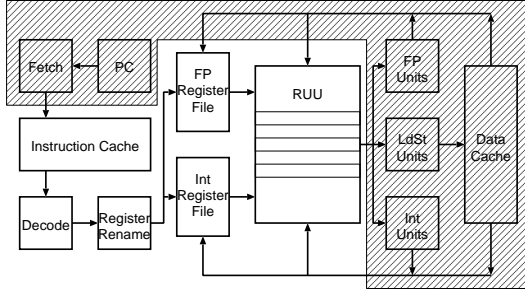 Fetch
PC
FP
Register
File
RUU
FP
Units
Instruction Cache
LdSt
Units
Data
Cache
Decode
Register
Rename
Int
Register
File
Int
Units